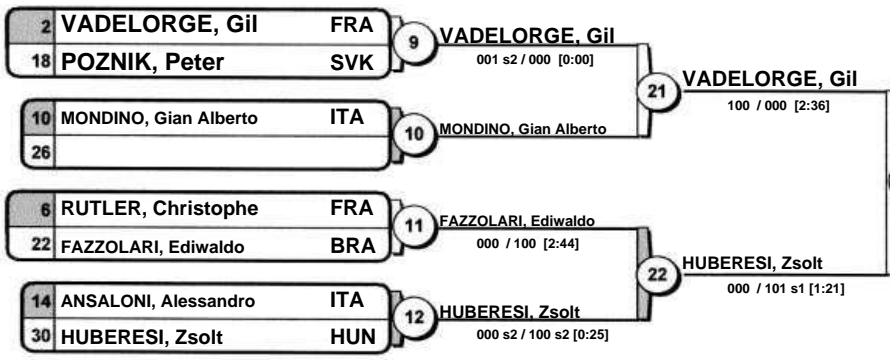 2 VADELORGE, Gil FRA
18 POZNIK, Peter SVK
9
VADELORGE, Gil
001 s2 / 000 [0:00]
10 MONDINO, Gian Alberto ITA
26
10
MONDINO, Gian Alberto
21
VADELORGE, Gil
100 / 000 [2:36]
6 RUTLER, Christophe FRA
22 FAZZOLARI, Ediwaldo BRA
11
FAZZOLARI, Ediwaldo
000 / 100 [2:44]
14 ANSALONI, Alessandro ITA
30 HUBERESI, Zsolt HUN
12
HUBERESI, Zsolt
000 s2 / 100 s2 [0:25]
22
HUBERESI, Zsolt
000 / 101 s1 [1:21]